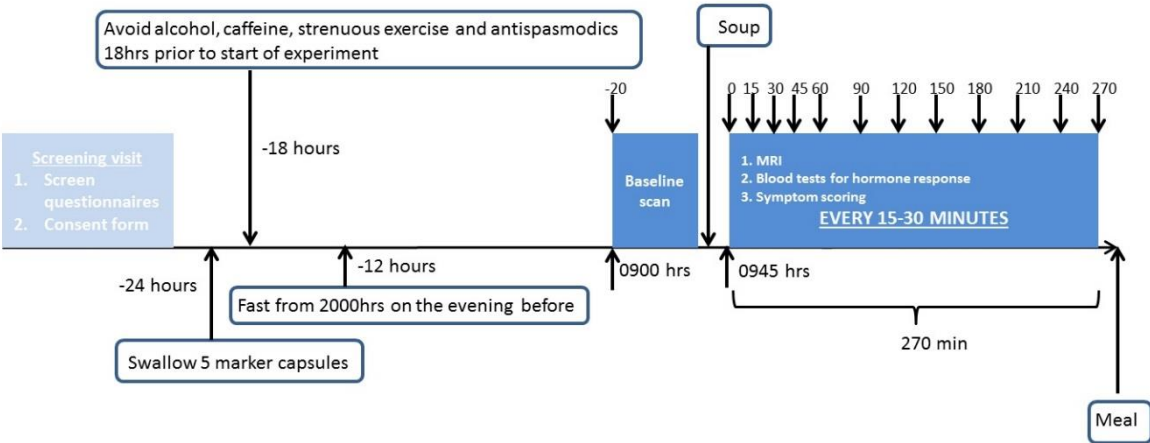 Avoid alcohol, caffeine, strenuous exercise and antispasmodics
18hrs prior to start of experiment
Soup
-20
0 15 30 45 60 90 120 150 180 210 240 270
Screening visit
1. Screen
questionnaires
2. Consent form
-18 hours
Baseline
scan
1. MRI
2. Blood tests for hormone response
3. Symptom scoring
EVERY 15-30 MINUTES
-24 hours
-12 hours
0900 hrs
0945 hrs
Fast from 2000hrs on the evening before
270 min
Swallow 5 marker capsules
Meal